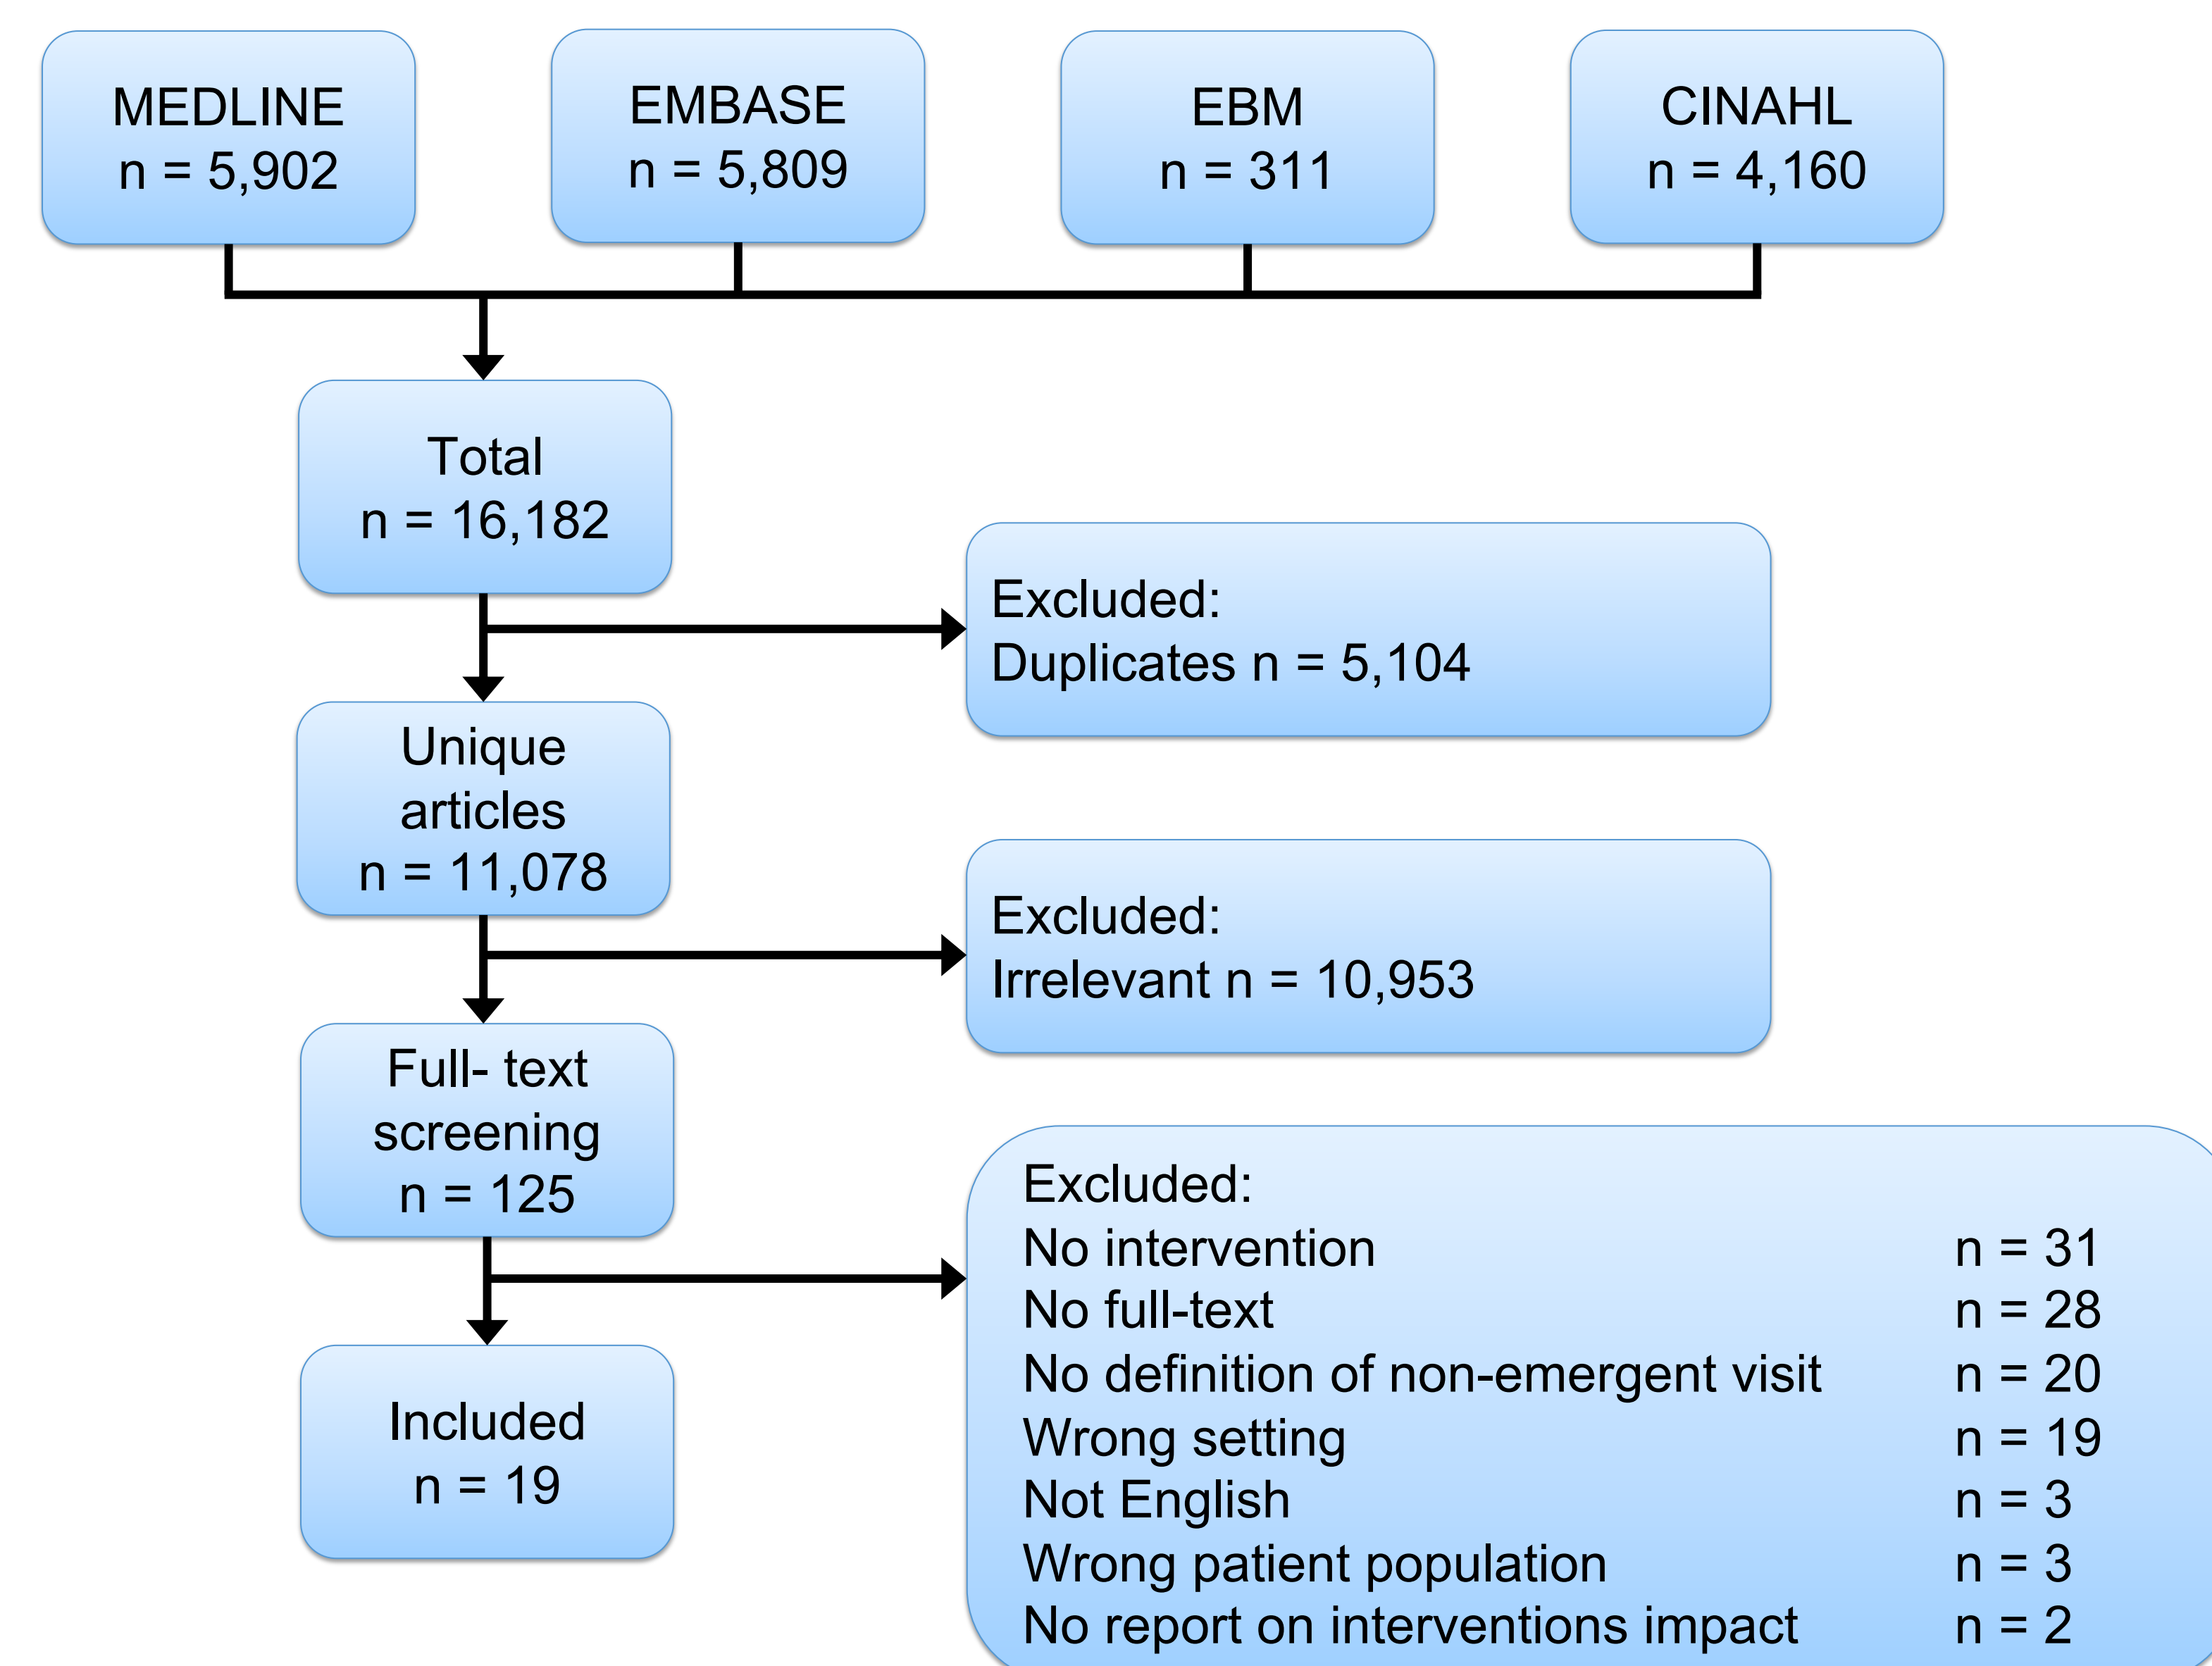 MEDLINE
n = 5,902
EMBASE
n = 5,809
EBM
n = 311
CINAHL
n = 4,160
Total
n = 16,182
Excluded:
Duplicates n = 5,104
Unique
articles
n = 11,078
Excluded:
Irrelevant n = 10,953
Full- text
screening
n = 125
Excluded:
No intervention n = 31
No full-text n = 28
No definition of non-emergent visit n = 20
Wrong setting n = 19
Not English n = 3
Wrong patient population n = 3
No report on interventions impact n = 2
Included
n = 19